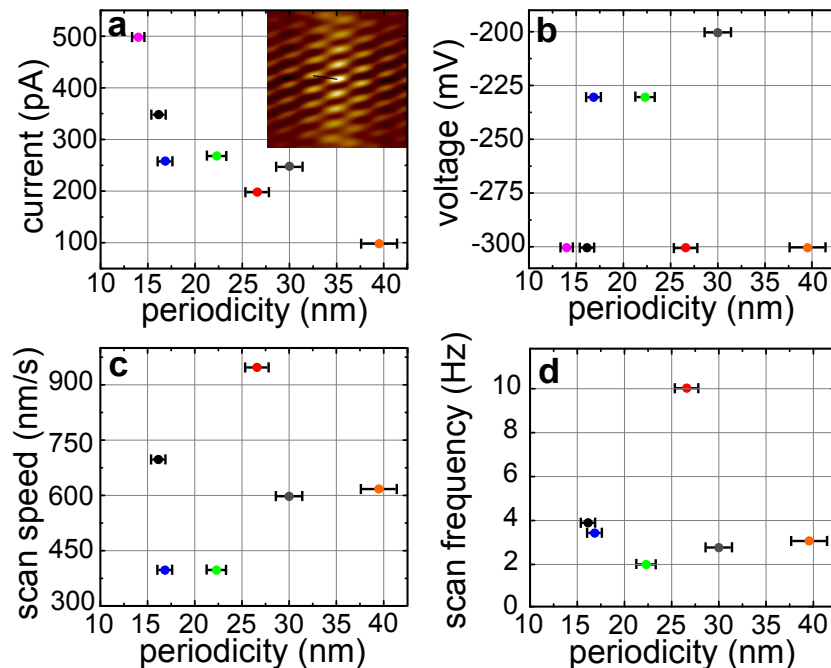 a
500
400
300
200
100
current (pA)
10 15 20 25 30 35 40
periodicity (nm)
b
-200
-225
-250
-275
-300
voltage (mV)
10 15 20 25 30 35 40
periodicity (nm)
c
900
750
600
450
300
scan speed (nm/s)
10 15 20 25 30 35 40
periodicity (nm)
d
10
8
6
4
2
0
scan frequency (Hz)
10 15 20 25 30 35 40
periodicity (nm)